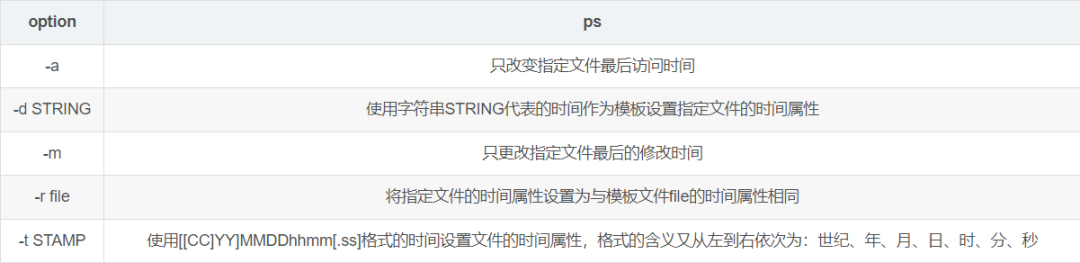 option ps
-a 只改变指定文件最后访问时间
-d STRING 使用字符串STRING代表的时间作为模板设置指定文件的时间属性
-m 只更改指定文件最后的修改时间
-r file 将指定文件的时间属性设置为与模板文件file的时间属性相同
-t STAMP 使用[[CC]YY]MMDDhhmm[.ss]格式的时间设置文件的时间属性，格式的含义又从左到右依次为：世纪、年、月、日、时、分、秒